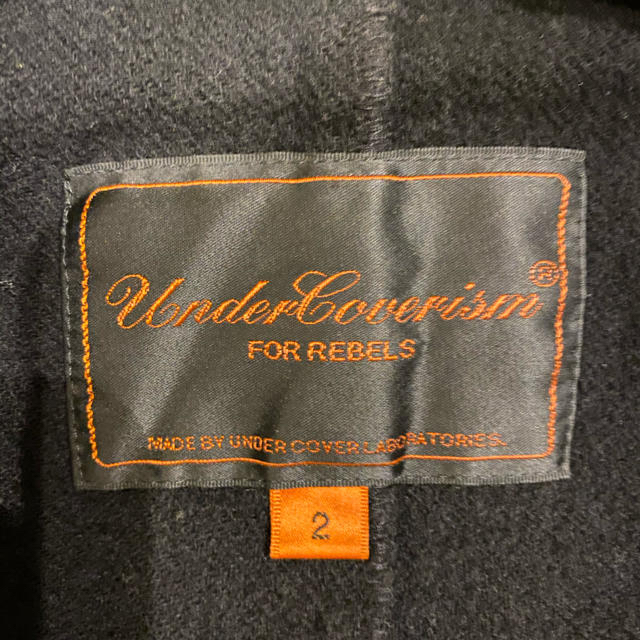 UnderCoverism®
FOR REBELS
MADE BY UNDER COVER LABORATORIES.
2